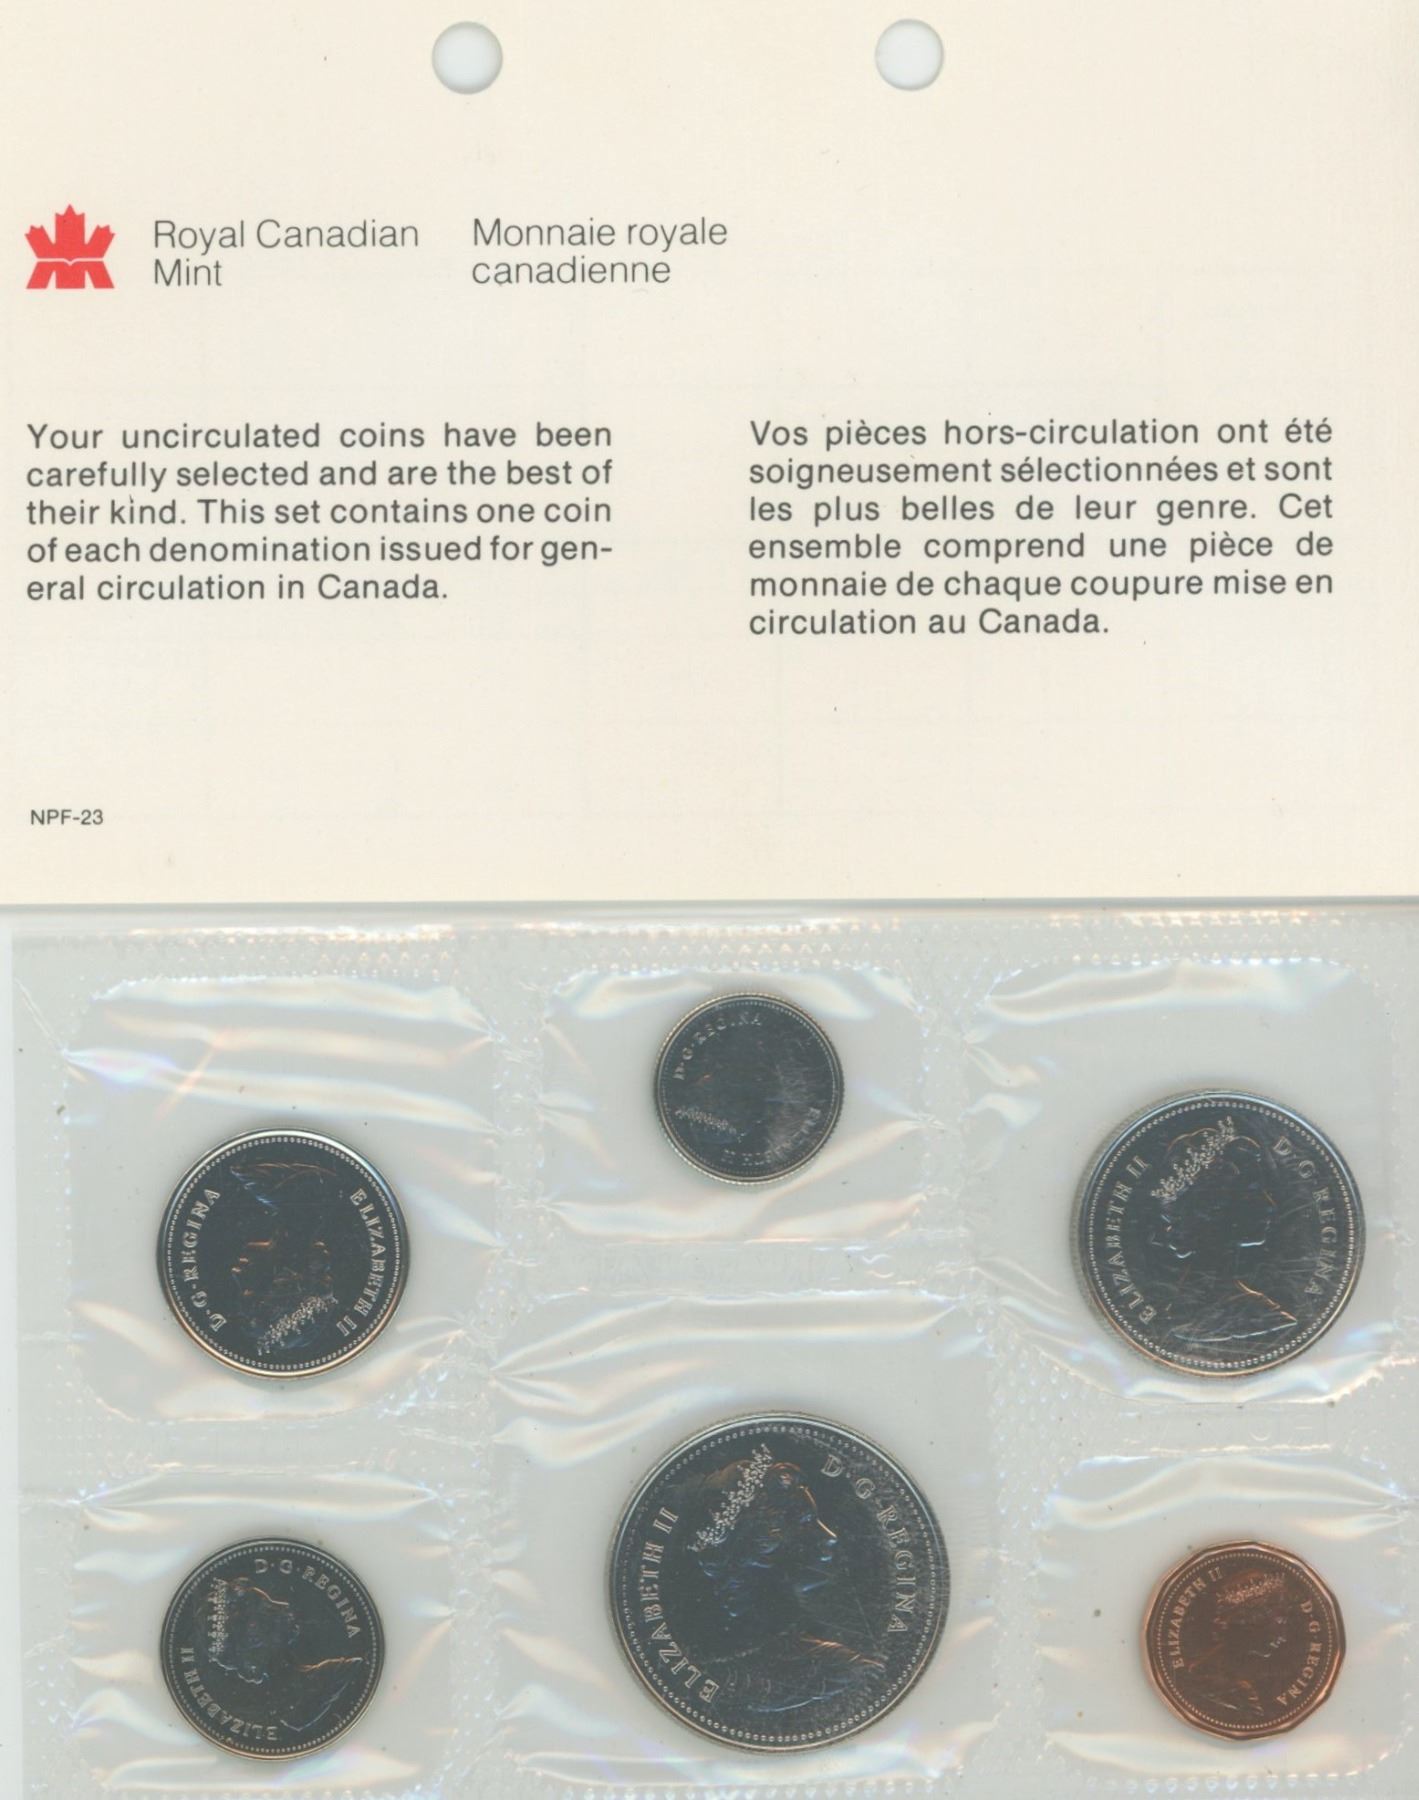 Royal Canadian
Mint
Monnaie royale
canadienne
Your uncirculated coins have been
carefully selected and are the best of
their kind. This set contains one coin
of each denomination issued for gen-
eral circulation in Canada.
Vos pièces hors-circulation ont été
soigneusement sélectionnées et sont
les plus belles de leur genre. Cet
ensemble comprend une pièce de
monnaie de chaque coupure mise en
circulation au Canada.
NPF-23
D·G·REGINA
ELIZABETH II D·G·REGINA
ELIZABETH II D·G·REGINA
ELIZABETH II D·G·REGINA
ELIZABETH II D·G·REGINA
ELIZABETH II D·G·REGINA